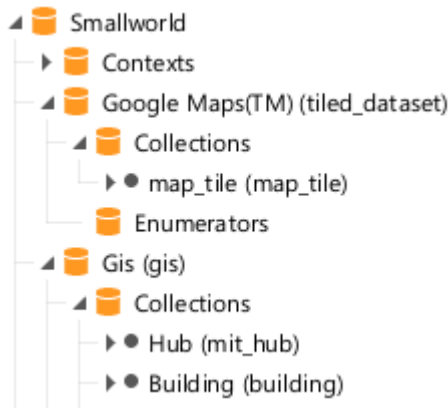 Smallworld
Contexts
Google Maps(TM) (tiled_dataset)
Collections
map_tile (map_tile)
Enumerators
Gis (gis)
Collections
Hub (mit_hub)
Building (building)